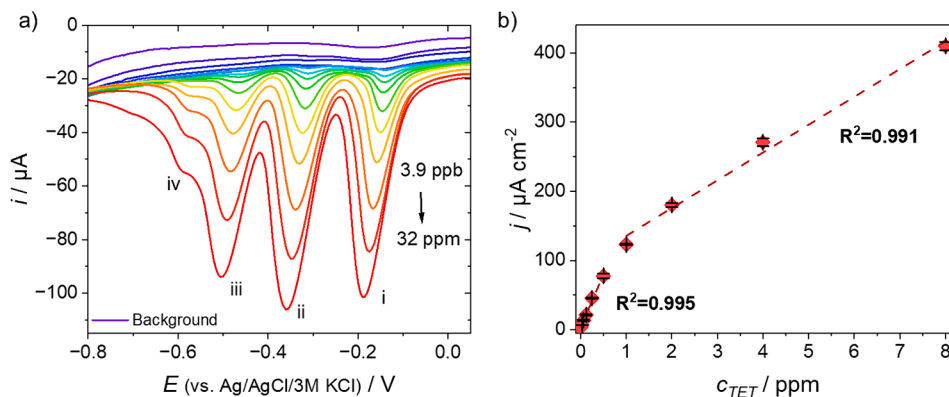 a)
0
−20
−40
−60
−80
−100
i / μA
iv
iii
ii
i
3.9 ppb
32 ppm
Background
−0.8
−0.6
−0.4
−0.2
0.0
E (vs. Ag/AgCl/3M KCl) / V
b)
400
300
200
100
0
j / μA cm⁻²
R²=0.991
R²=0.995
0
1
2
3
4
5
6
7
8
c_TET / ppm